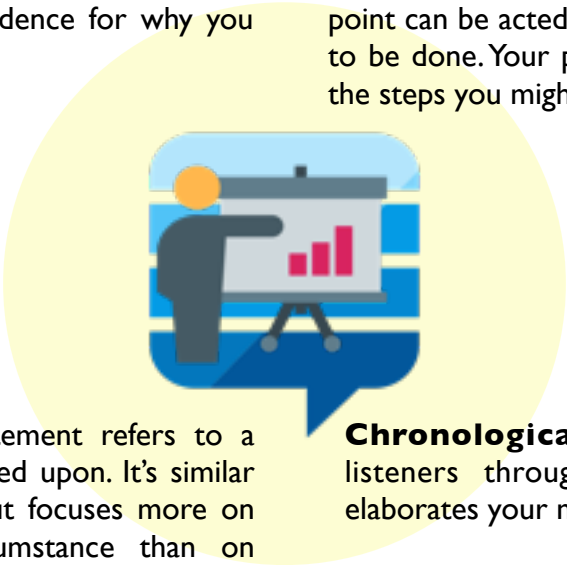 dence for why you
point can be acted
to be done. Your p
the steps you migh
ement refers to a
ed upon. It's similar
ut focuses more on
umstance than on
Chronologica
listeners throug
elaborates your m